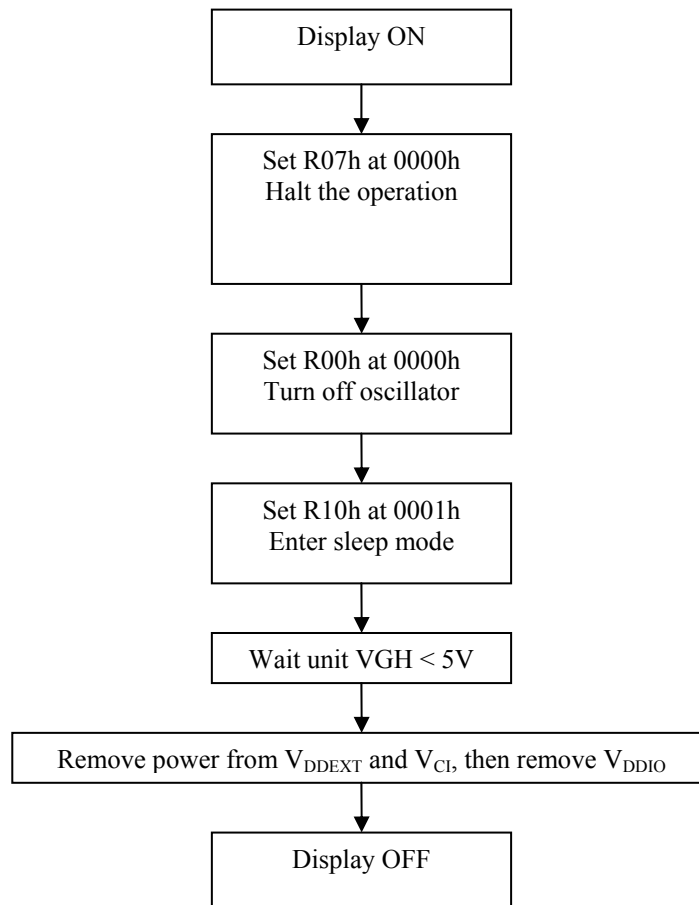 Display ON
Set R07h at 0000h
Halt the operation
Set R00h at 0000h
Turn off oscillator
Set R10h at 0001h
Enter sleep mode
Wait unit VGH < 5V
Remove power from VDDEXT and VCI, then remove VDDIO
Display OFF